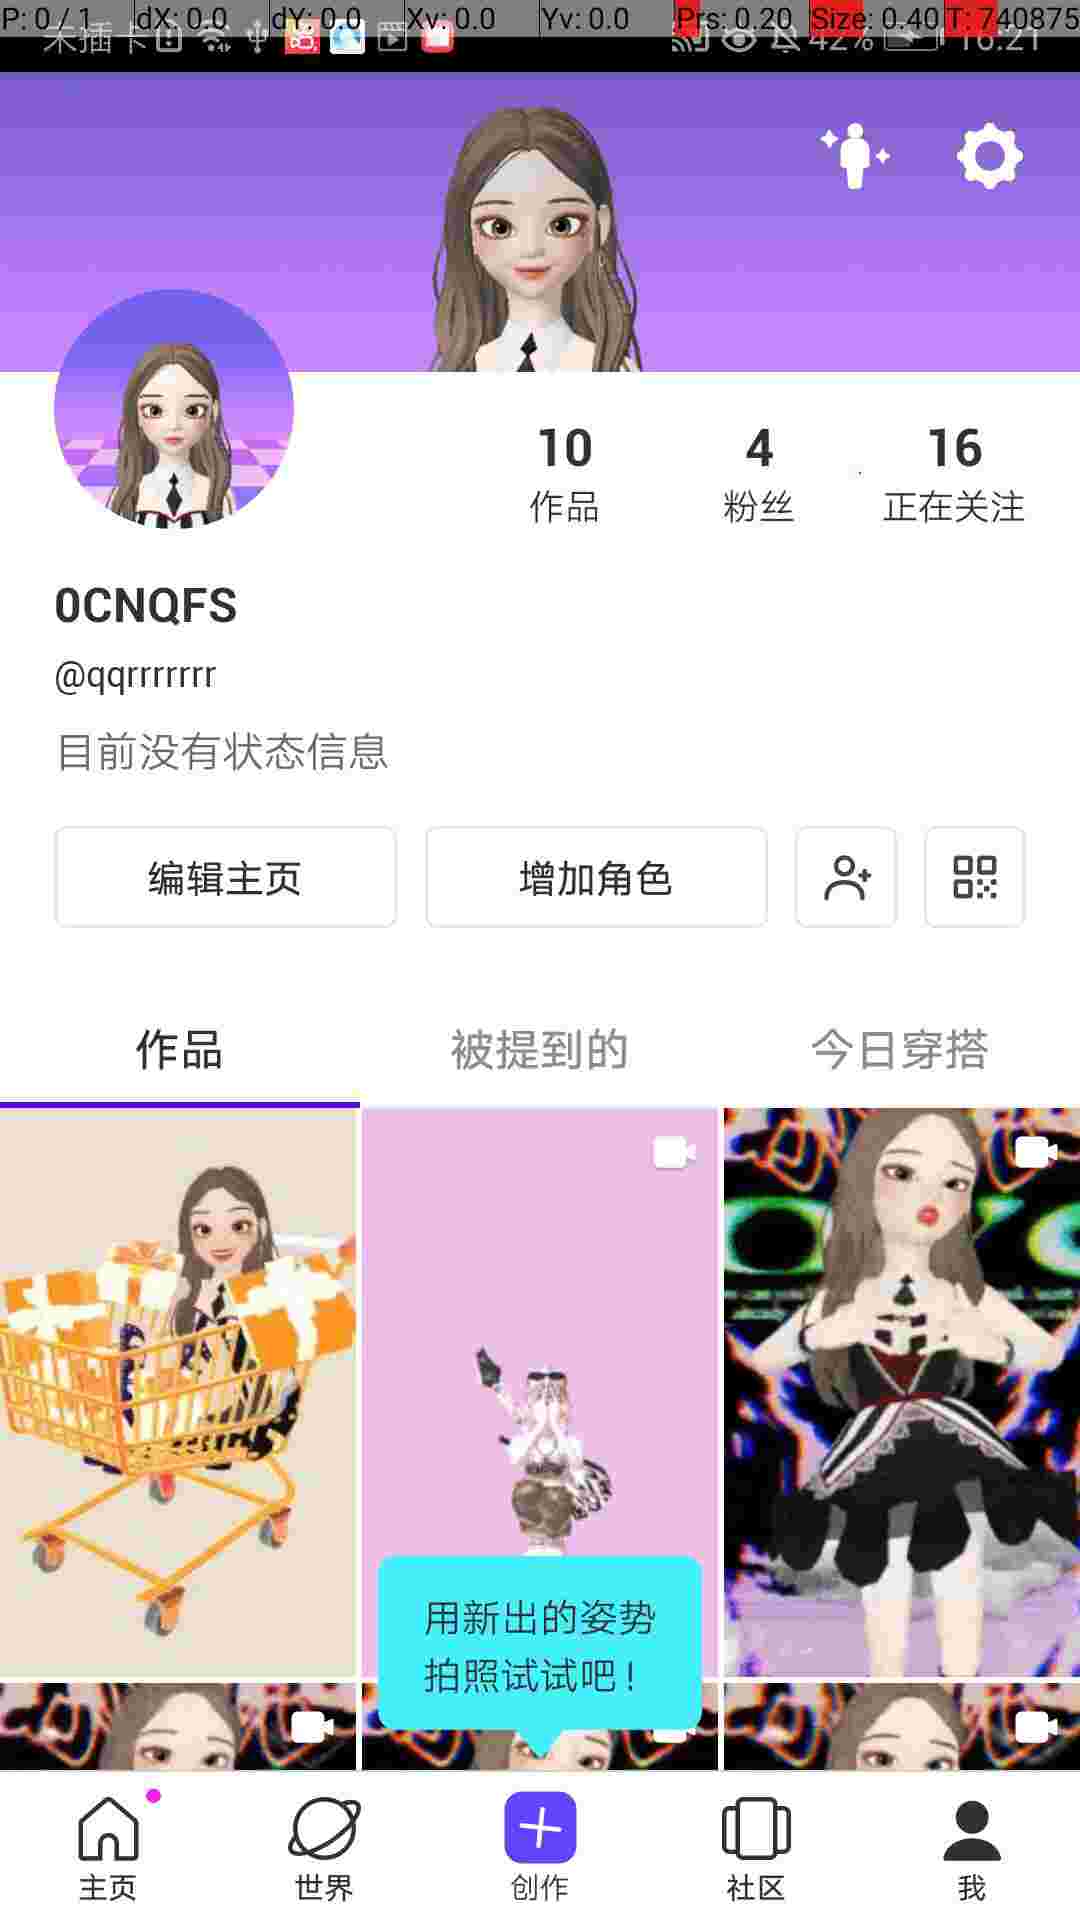 P: 0 / 1 dX: 0.0 dY: 0.0 Xv: 0.0 Yv: 0.0 Prs: 0.20 Size: 0.40 T: 740875
未插卡 42% 16:21
10 4 16
作品 粉丝 正在关注
0CNQFS
@qqrrrrrrr
目前没有状态信息
编辑主页 增加角色
作品 被提到的 今日穿搭
用新出的姿势
拍照试试吧！
主页 世界 创作 社区 我